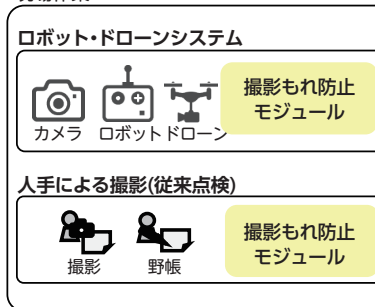 ロボット・ドローンシステム
撮影もれ防止
モジュール
カメラ ロボット ドローン
人手による撮影(従来点検)
撮影もれ防止
モジュール
撮影 野帳